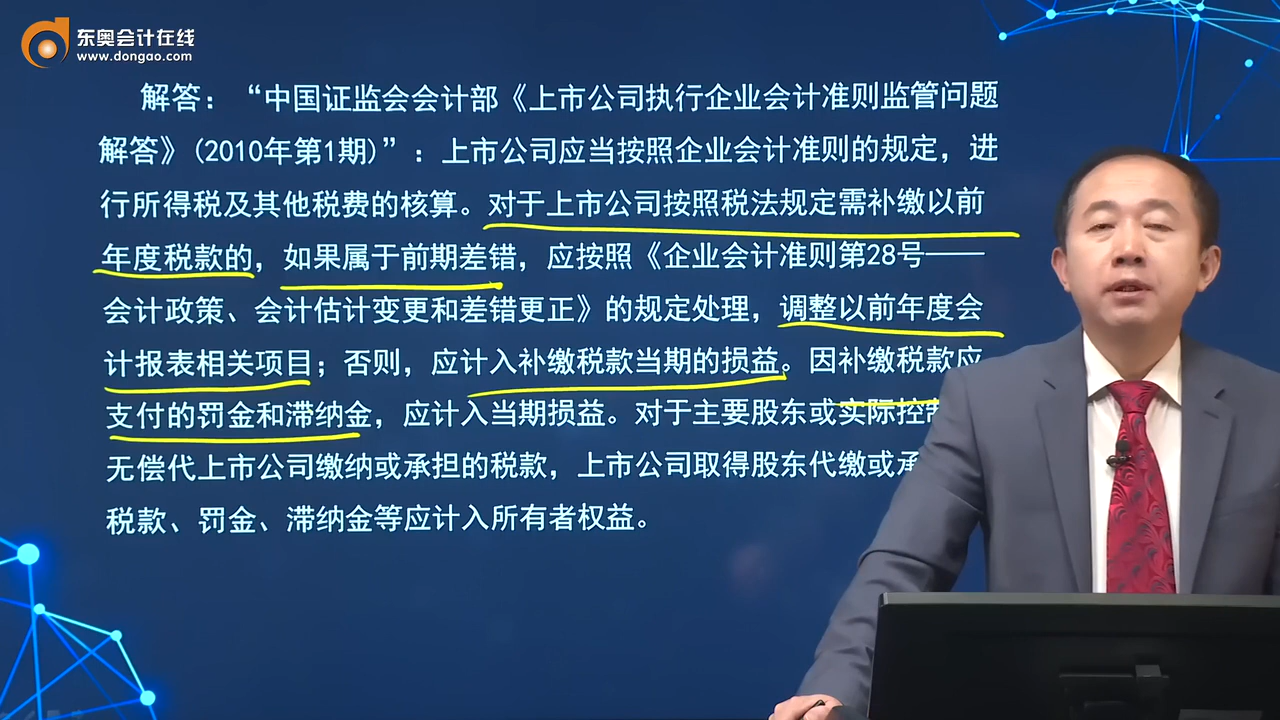 东奥会计在线
www.dongao.com
解答：“中国证监会会计部《上市公司执行企业会计准则监管问题
解答》(2010年第1期)”：上市公司应当按照企业会计准则的规定，进
行所得税及其他税费的核算。对于上市公司按照税法规定需补缴以前
年度税款的，如果属于前期差错，应按照《企业会计准则第28号——
会计政策、会计估计变更和差错更正》的规定处理，调整以前年度会
计报表相关项目；否则，应计入补缴税款当期的损益。因补缴税款应
支付的罚金和滞纳金，应计入当期损益。对于主要股东或实际控制
无偿代上市公司缴纳或承担的税款，上市公司取得股东代缴或承
税款、罚金、滞纳金等应计入所有者权益。